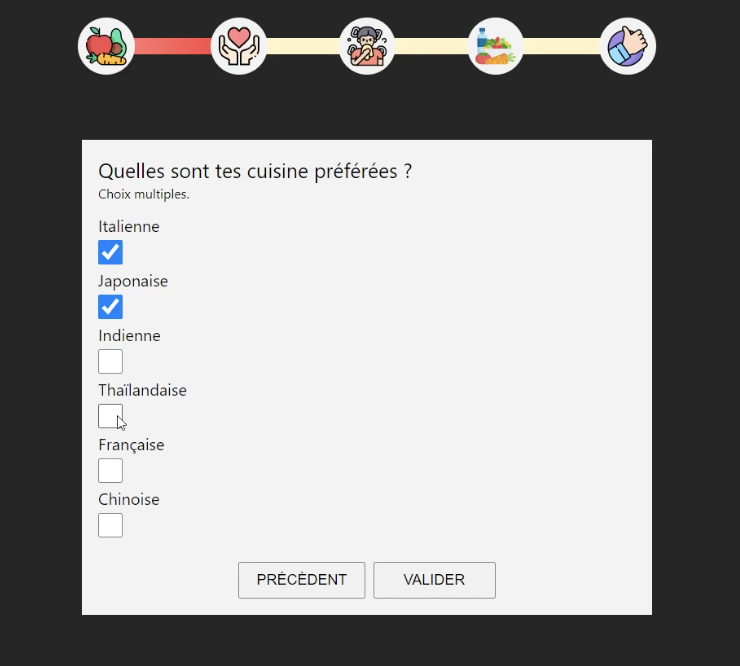 Quelles sont tes cuisine préférées ?
Choix multiples.
Italienne
Japonaise
Indienne
Thaïlandaise
Française
Chinoise
PRÉCÉDENT VALIDER